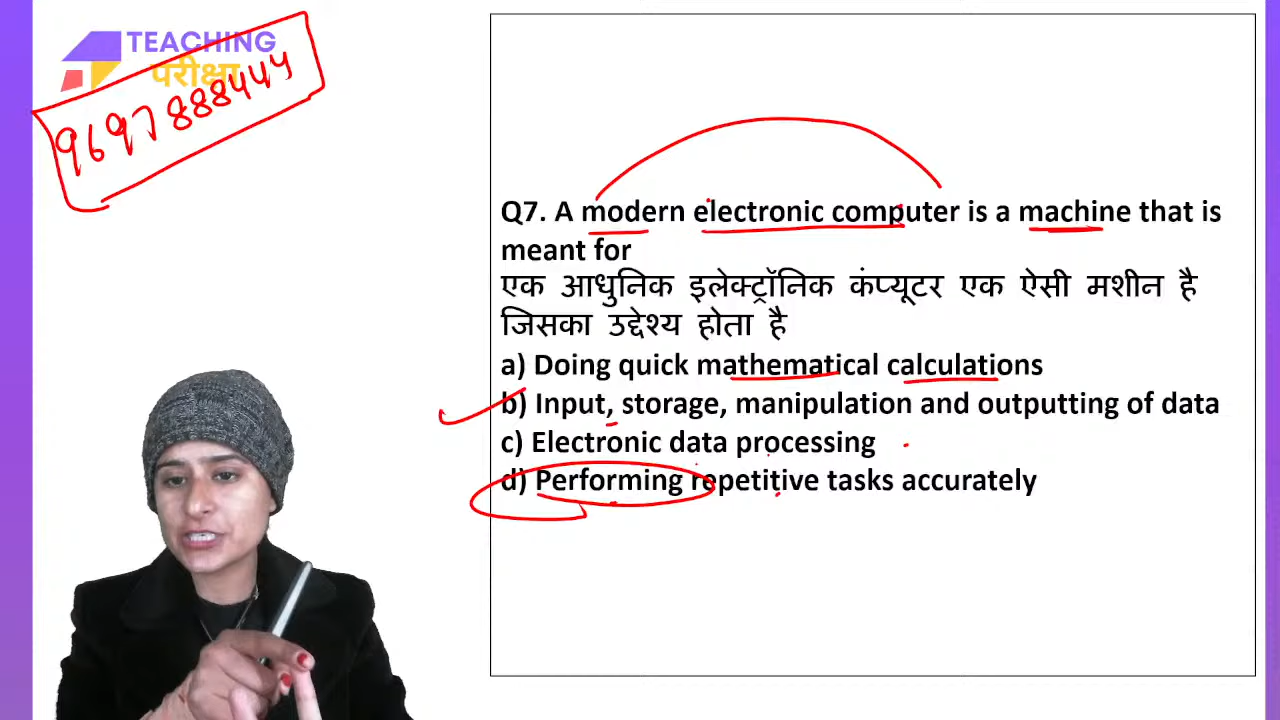 TEACHING
परीक्षा
9697888444
Q7. A modern electronic computer is a machine that is
meant for
एक आधुनिक इलेक्ट्रॉनिक कंप्यूटर एक ऐसी मशीन है
जिसका उद्देश्य होता है
a) Doing quick mathematical calculations
b) Input, storage, manipulation and outputting of data
c) Electronic data processing
d) Performing repetitive tasks accurately